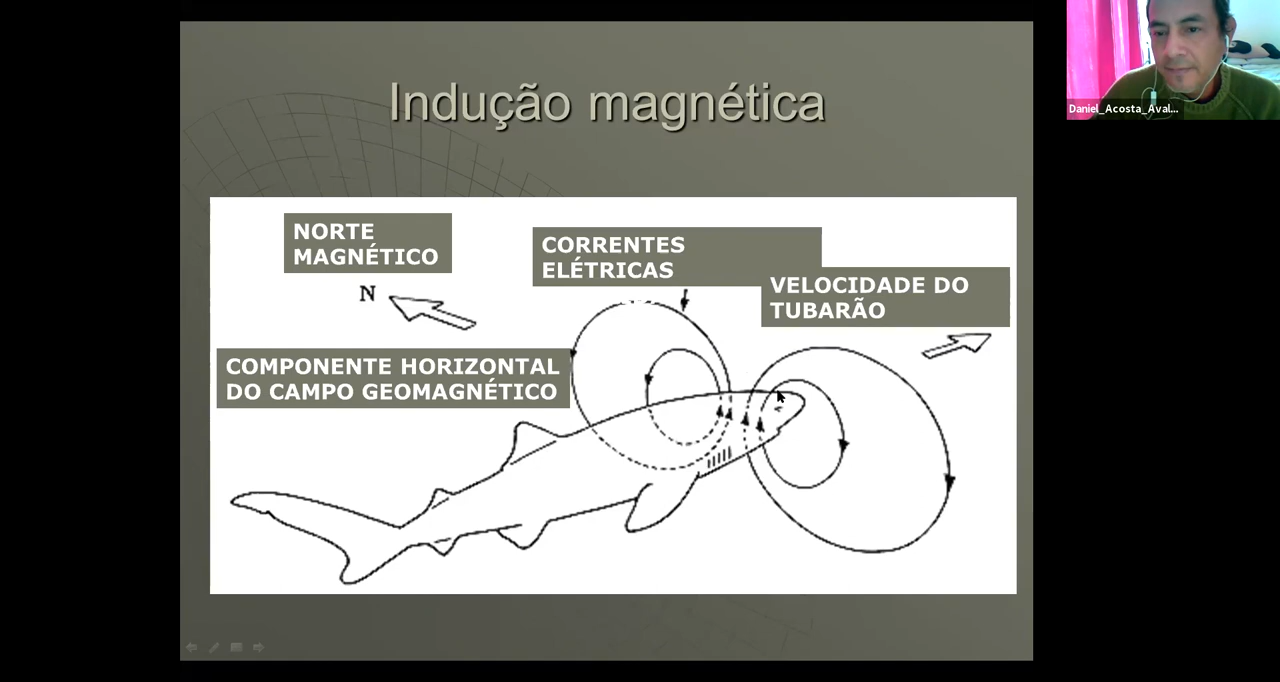 Indução magnética
NORTE
MAGNÉTICO
N
CORRENTES
ELÉTRICAS
VELOCIDADE DO
TUBARÃO
COMPONENTE HORIZONTAL
DO CAMPO GEOMAGNÉTICO
Daniel_Acosta_Aval...